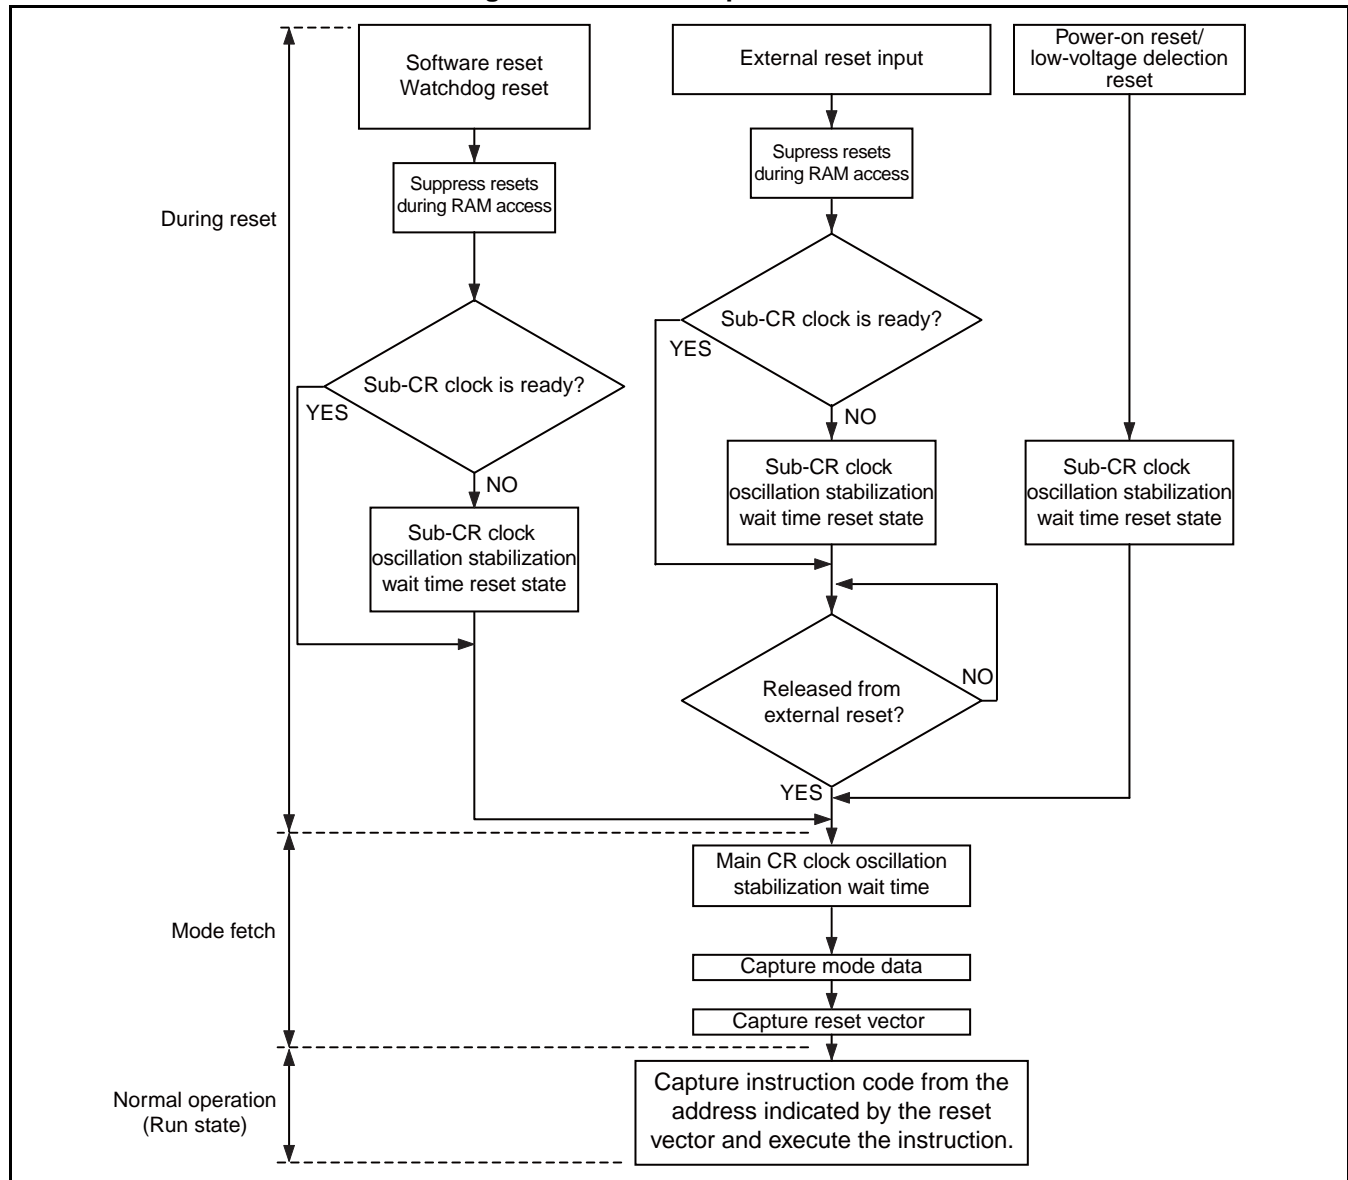 Software reset
Watchdog reset
External reset input
Power-on reset/
low-voltage delection
reset
Suppress resets
during RAM access
Supress resets
during RAM access
During reset
Sub-CR clock is ready?
YES
NO
Sub-CR clock
oscillation stabilization
wait time reset state
Sub-CR clock is ready?
YES
NO
Sub-CR clock
oscillation stabilization
wait time reset state
Sub-CR clock
oscillation stabilization
wait time reset state
Released from
external reset?
NO
YES
Main CR clock oscillation
stabilization wait time
Mode fetch
Capture mode data
Capture reset vector
Normal operation
(Run state)
Capture instruction code from the
address indicated by the reset
vector and execute the instruction.